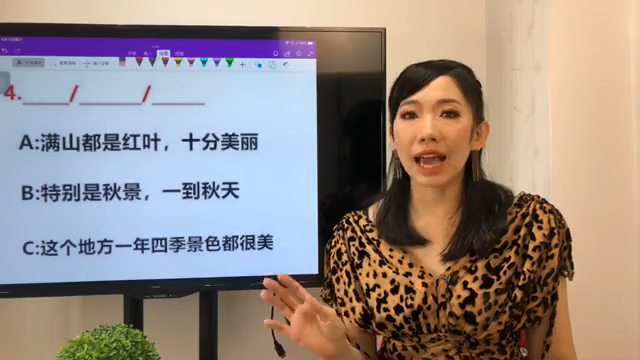 4.____/____/____
A:满山都是红叶，十分美丽
B:特别是秋景，一到秋天
C:这个地方一年四季景色都很美